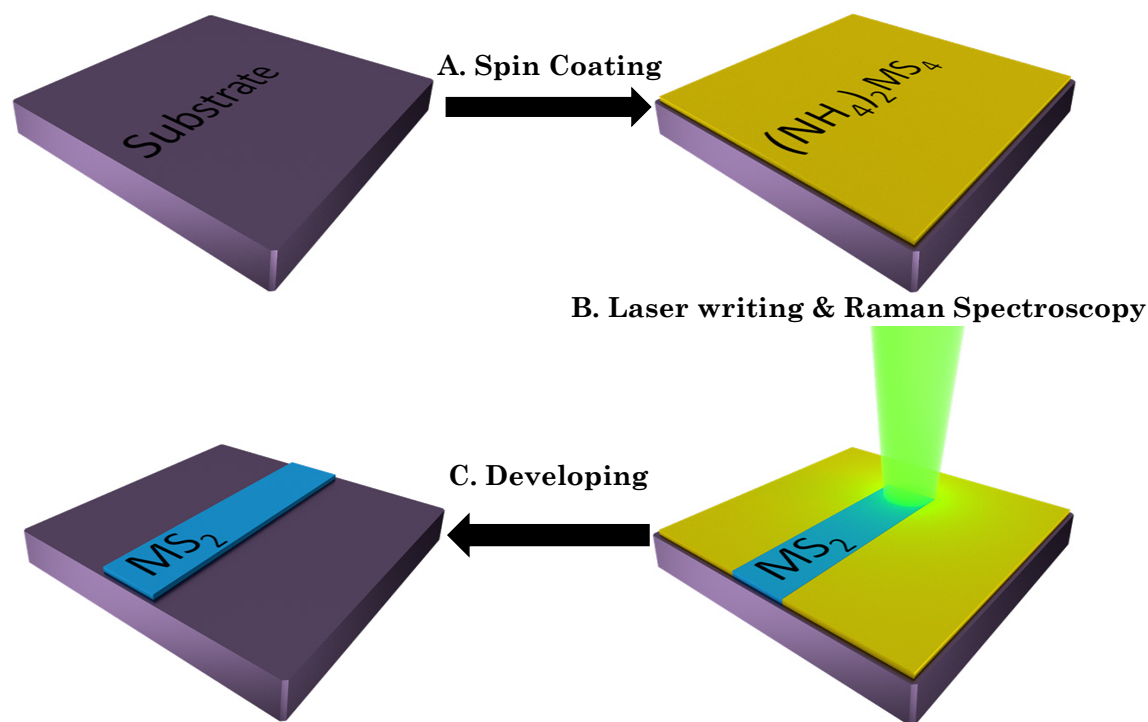 Substrate
A. Spin Coating
(NH₄)₂MS₄
B. Laser writing & Raman Spectroscopy
MS₂
C. Developing
MS₂